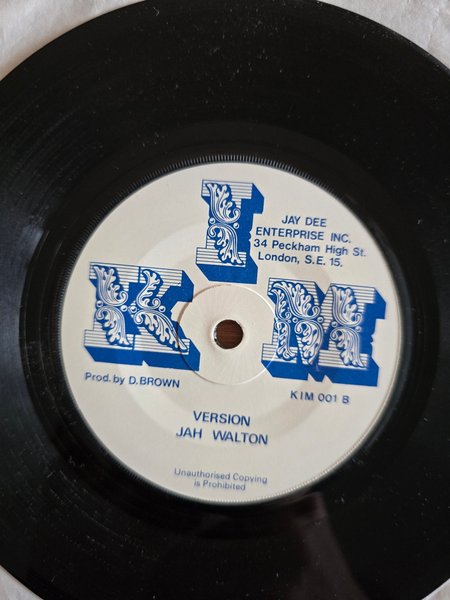 KIM
JAY DEE
ENTERPRISE INC.
34 Peckham High St.
London, S.E. 15.
Prod. by D. BROWN
KIM 001 B
VERSION
JAH WALTON
Unauthorised Copying
is Prohibited